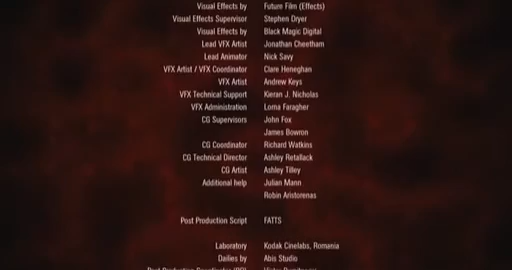 Visual Effects by Future Film (Effects)
Visual Effects Supervisor Stephen Dryer
Visual Effects by Black Magic Digital
Lead VFX Artist Jonathan Cheetham
Lead Animator Nick Savy
VFX Artist / VFX Coordinator Clare Heneghan
VFX Artist Andrew Keys
VFX Technical Support Kieran J. Nicholas
VFX Administration Lorna Faragher
CG Supervisors John Fox
James Bowron
CG Coordinator Richard Watkins
CG Technical Director Ashley Retallack
CG Artist Ashley Tilley
Additional help Julian Mann
Robin Aristorenas
Post Production Script FATTS
Laboratory Kodak Cinelabs, Romania
Dailies by Abis Studio